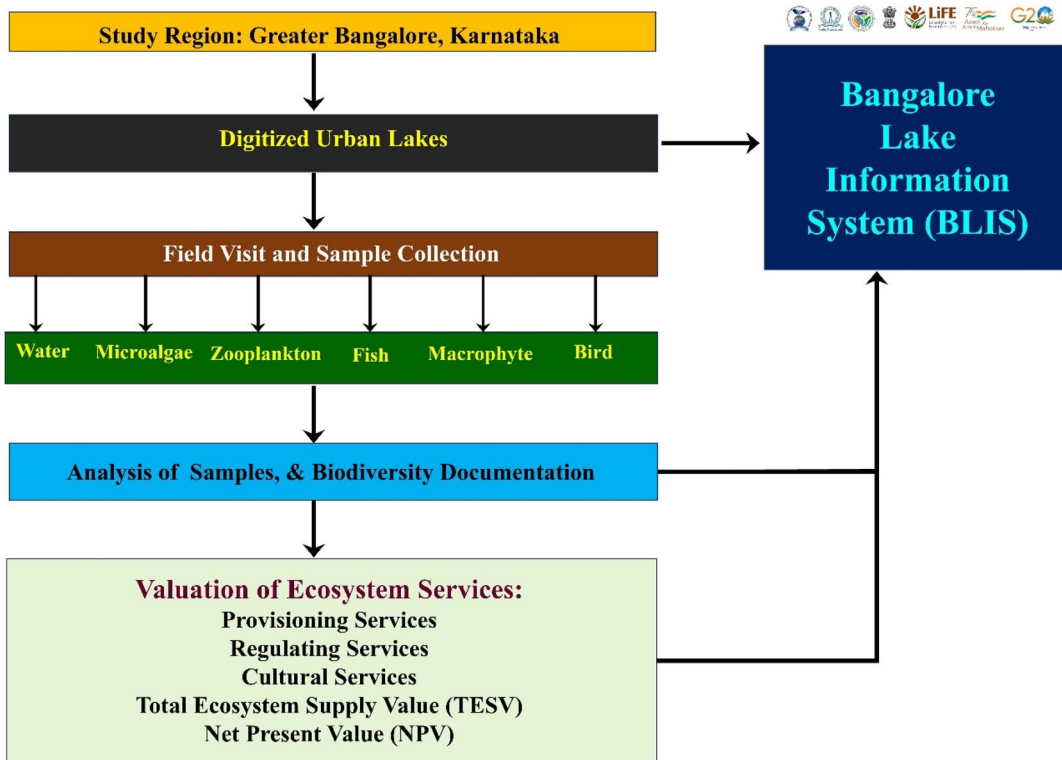 LiFE
G20
Study Region: Greater Bangalore, Karnataka
Digitized Urban Lakes
Bangalore
Lake
Information
System (BLIS)
Field Visit and Sample Collection
Water Microalgae Zooplankton Fish Macrophyte Bird
Analysis of Samples, & Biodiversity Documentation
Valuation of Ecosystem Services:
Provisioning Services
Regulating Services
Cultural Services
Total Ecosystem Supply Value (TESV)
Net Present Value (NPV)